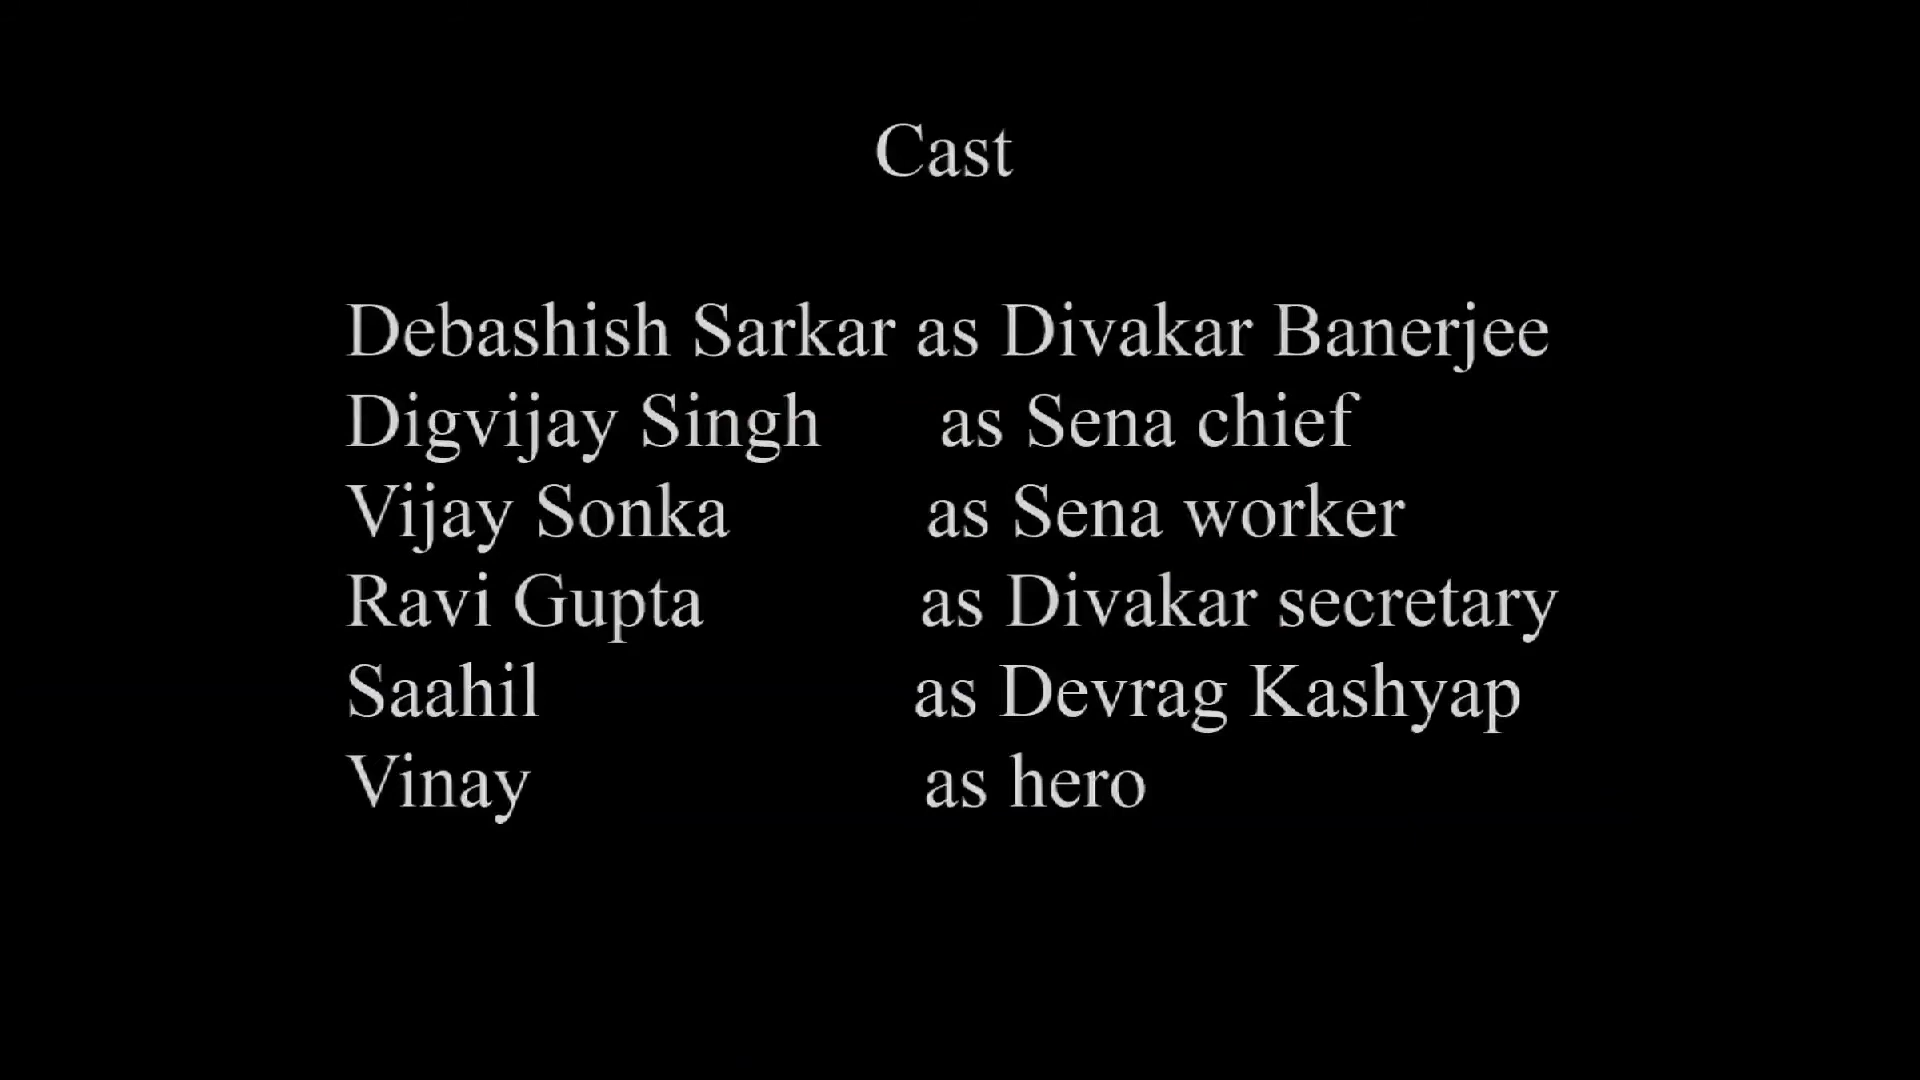 Cast
Debashish Sarkar as Divakar Banerjee
Digvijay Singh as Sena chief
Vijay Sonka as Sena worker
Ravi Gupta as Divakar secretary
Saahil as Devrag Kashyap
Vinay as hero